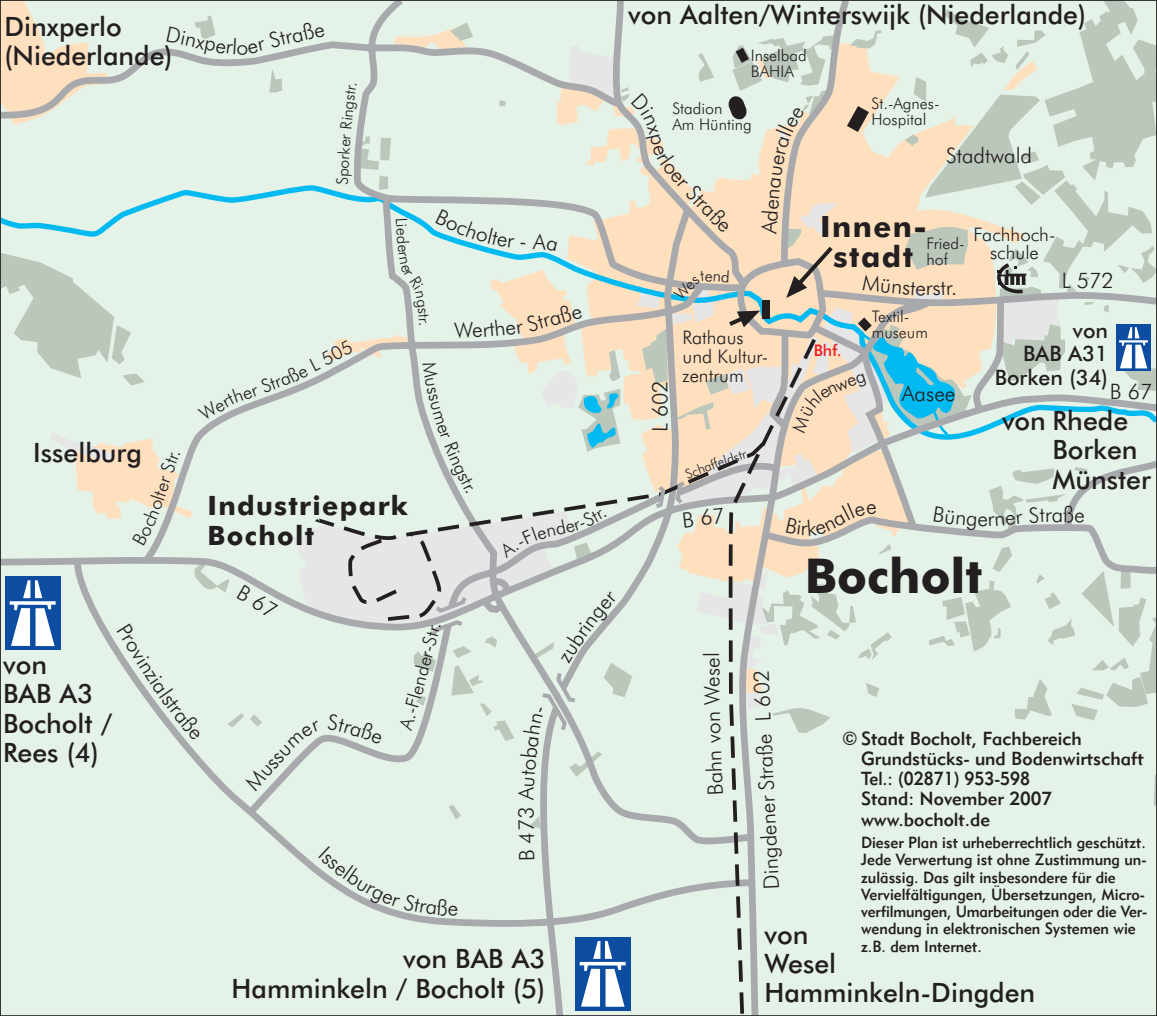 Dinxperlo
(Niederlande)
Dinxperloer Straße
von Aalten/Winterswijk (Niederlande)
Inselbad
BAHIA
Stadion
Am Hünting
St.-Agnes-
Hospital
Stadtwald
Sporker Ringstr.
Dinxperloer Straße
Adenauerallee
Bocholter - Aa
Liederner Ringstr.
Innen-
stadt
Fried-
hof
Fachhoch-
schule
Westend
Münsterstr.
L 572
Werther Straße
Rathaus
und Kultur-
zentrum
Bhf.
Textil-
museum
von
BAB A31
Borken (34)
B 67
Werther Straße L 505
Mussumer Ringstr.
L 602
Mühlenweg
Aasee
von Rhede
Borken
Münster
Isselburg
Bocholter Str.
Schaffeldstr.
Industriepark
Bocholt
A.-Flender-Str.
B 67
Birkenallee
Büngerner Straße
Bocholt
B 67
von
BAB A3
Bocholt /
Rees (4)
Provinzialstraße
A.-Flender-Str.
zubringer
Mussumer Straße
Bahn von Wesel
L 602
Dingdener Straße
B 473 Autobahn-
Isselburger Straße
© Stadt Bocholt, Fachbereich
Grundstücks- und Bodenwirtschaft
Tel.: (02871) 953-598
Stand: November 2007
www.bocholt.de
Dieser Plan ist urheberrechtlich geschützt.
Jede Verwertung ist ohne Zustimmung un-
zulässig. Das gilt insbesondere für die
Vervielfältigungen, Übersetzungen, Micro-
verfilmungen, Umarbeitungen oder die Ver-
wendung in elektronischen Systemen wie
z.B. dem Internet.
von BAB A3
Hamminkeln / Bocholt (5)
von
Wesel
Hamminkeln-Dingden